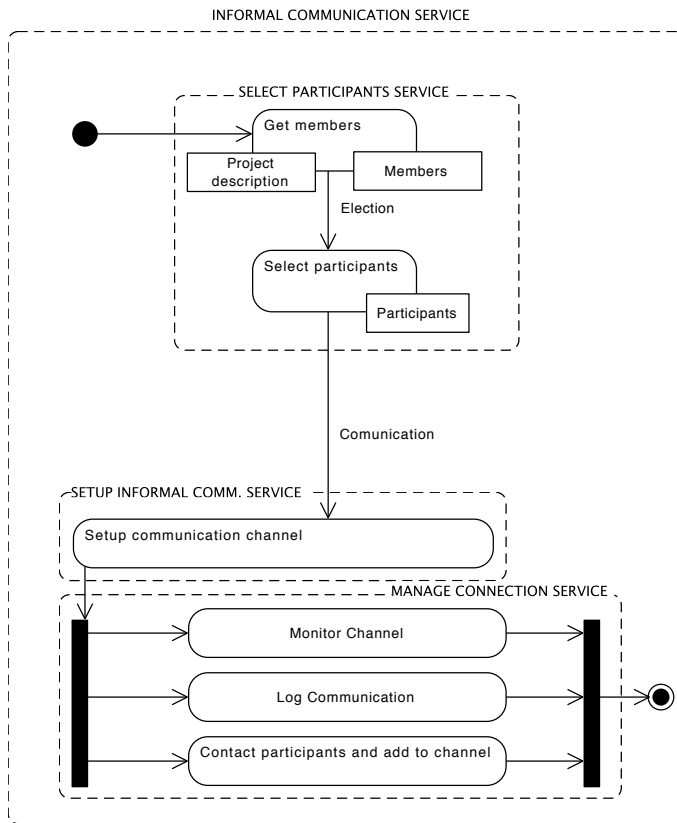 INFORMAL COMMUNICATION SERVICE
SELECT PARTICIPANTS SERVICE
Get members
Project
description
Members
Election
Select participants
Participants
Comunication
SETUP INFORMAL COMM. SERVICE
Setup communication channel
MANAGE CONNECTION SERVICE
Monitor Channel
Log Communication
Contact participants and add to channel